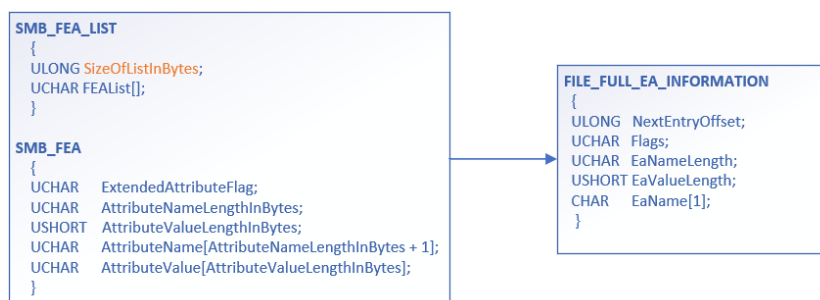 SMB_FEA_LIST
{
ULONG SizeOfListInBytes;
UCHAR FEAList[];
}
SMB_FEA
{
UCHAR ExtendedAttributeFlag;
UCHAR AttributeNameLengthInBytes;
USHORT AttributeValueLengthInBytes;
UCHAR AttributeName[AttributeNameLengthInBytes + 1];
UCHAR AttributeValue[AttributeValueLengthInBytes];
}
FILE_FULL_EA_INFORMATION
{
ULONG NextEntryOffset;
UCHAR Flags;
UCHAR EaNameLength;
USHORT EaValueLength;
CHAR EaName[1];
}